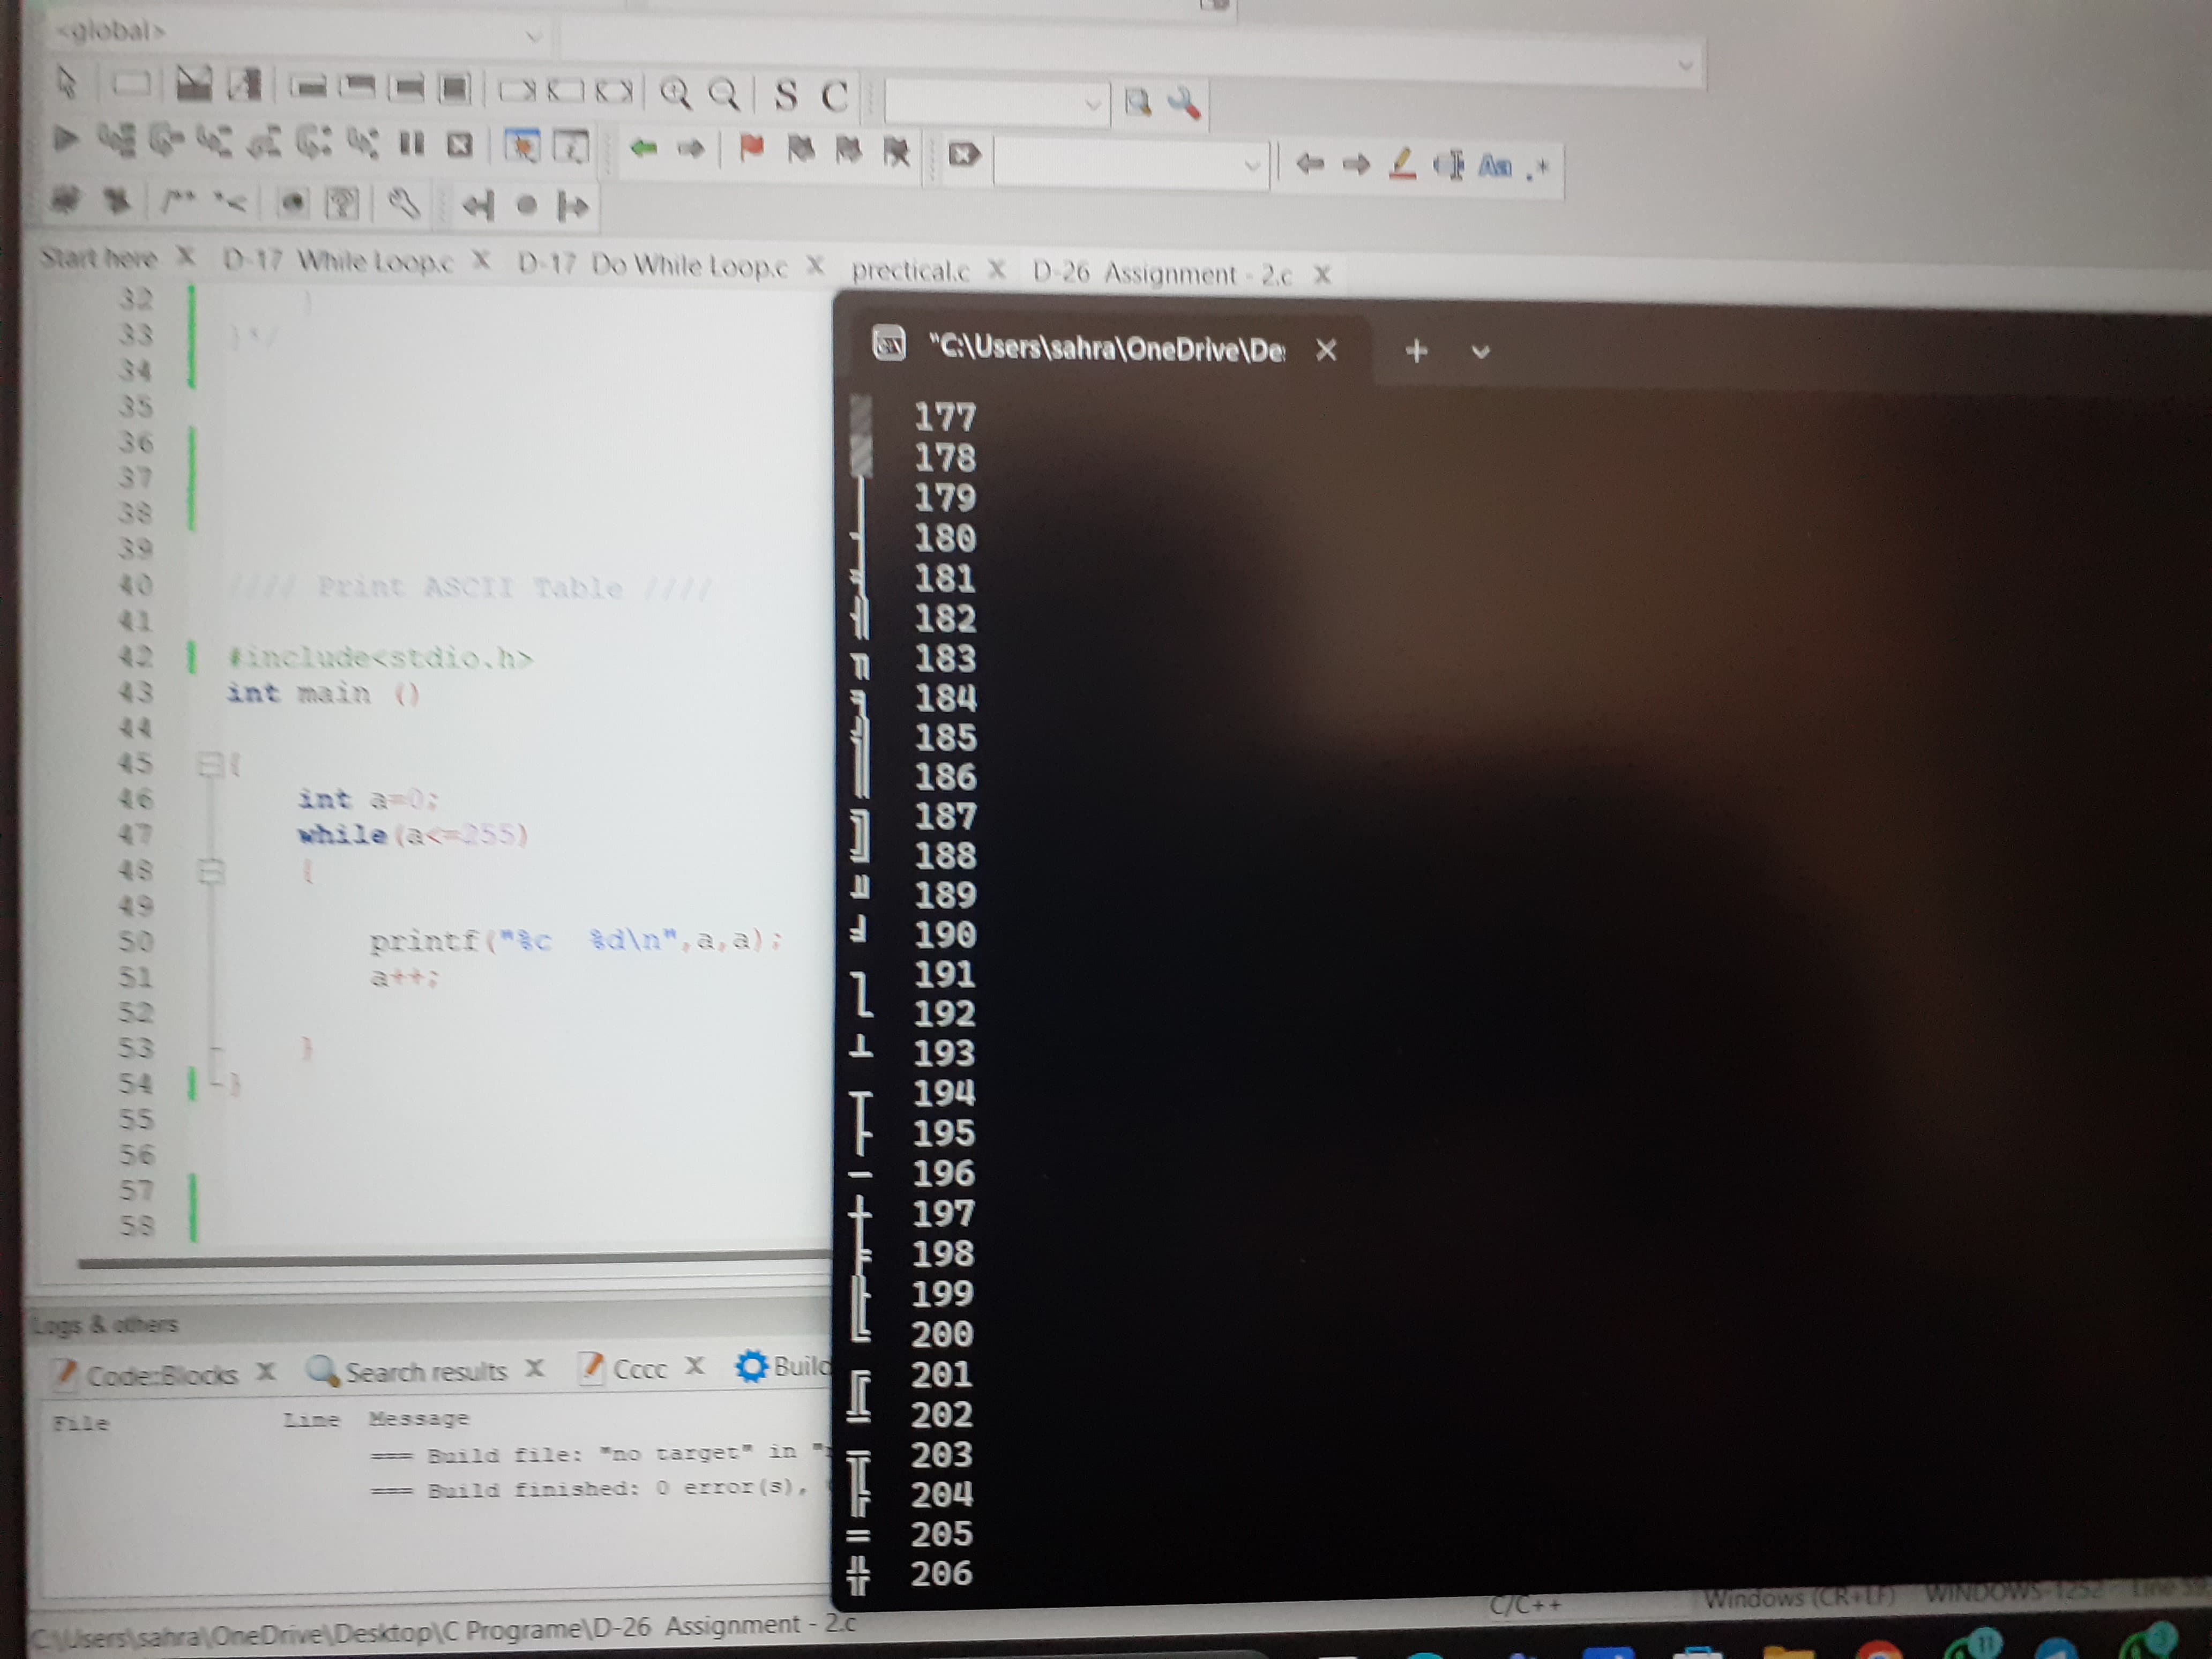 <global>
S C
Aa .*
/** *<
Start here X D-17 While Loop.c X D-17 Do While Loop.c X prectical.c X D-26 Assignment - 2.c X
32 }
33 }*/
34
35
36
37
38
39
40 //// Print ASCII Table ////
41
42 #include<stdio.h>
43 int main ()
44
45 {
46 int a=0;
47 while(a<=255)
48 {
49
50 printf("%c  %d\n",a,a);
51 a++;
52
53 }
54 }
55
56
57
58
"C:\Users\sahra\OneDrive\De X +
▒ 177
▓ 178
│ 179
┤ 180
╡ 181
╢ 182
╖ 183
╕ 184
╣ 185
║ 186
╗ 187
╝ 188
╜ 189
╛ 190
┐ 191
└ 192
┴ 193
┬ 194
├ 195
─ 196
┼ 197
╞ 198
╟ 199
╚ 200
╔ 201
╩ 202
╦ 203
╠ 204
═ 205
╬ 206
Logs & others
Code::Blocks X Search results X Cccc X Build
File Line Message
=== Build file: "no target" in "
=== Build finished: 0 error(s),
C:\Users\sahra\OneDrive\Desktop\C Programe\D-26 Assignment - 2.c
C/C++ Windows (CR+LF) WINDOWS-1252 Line
11 3